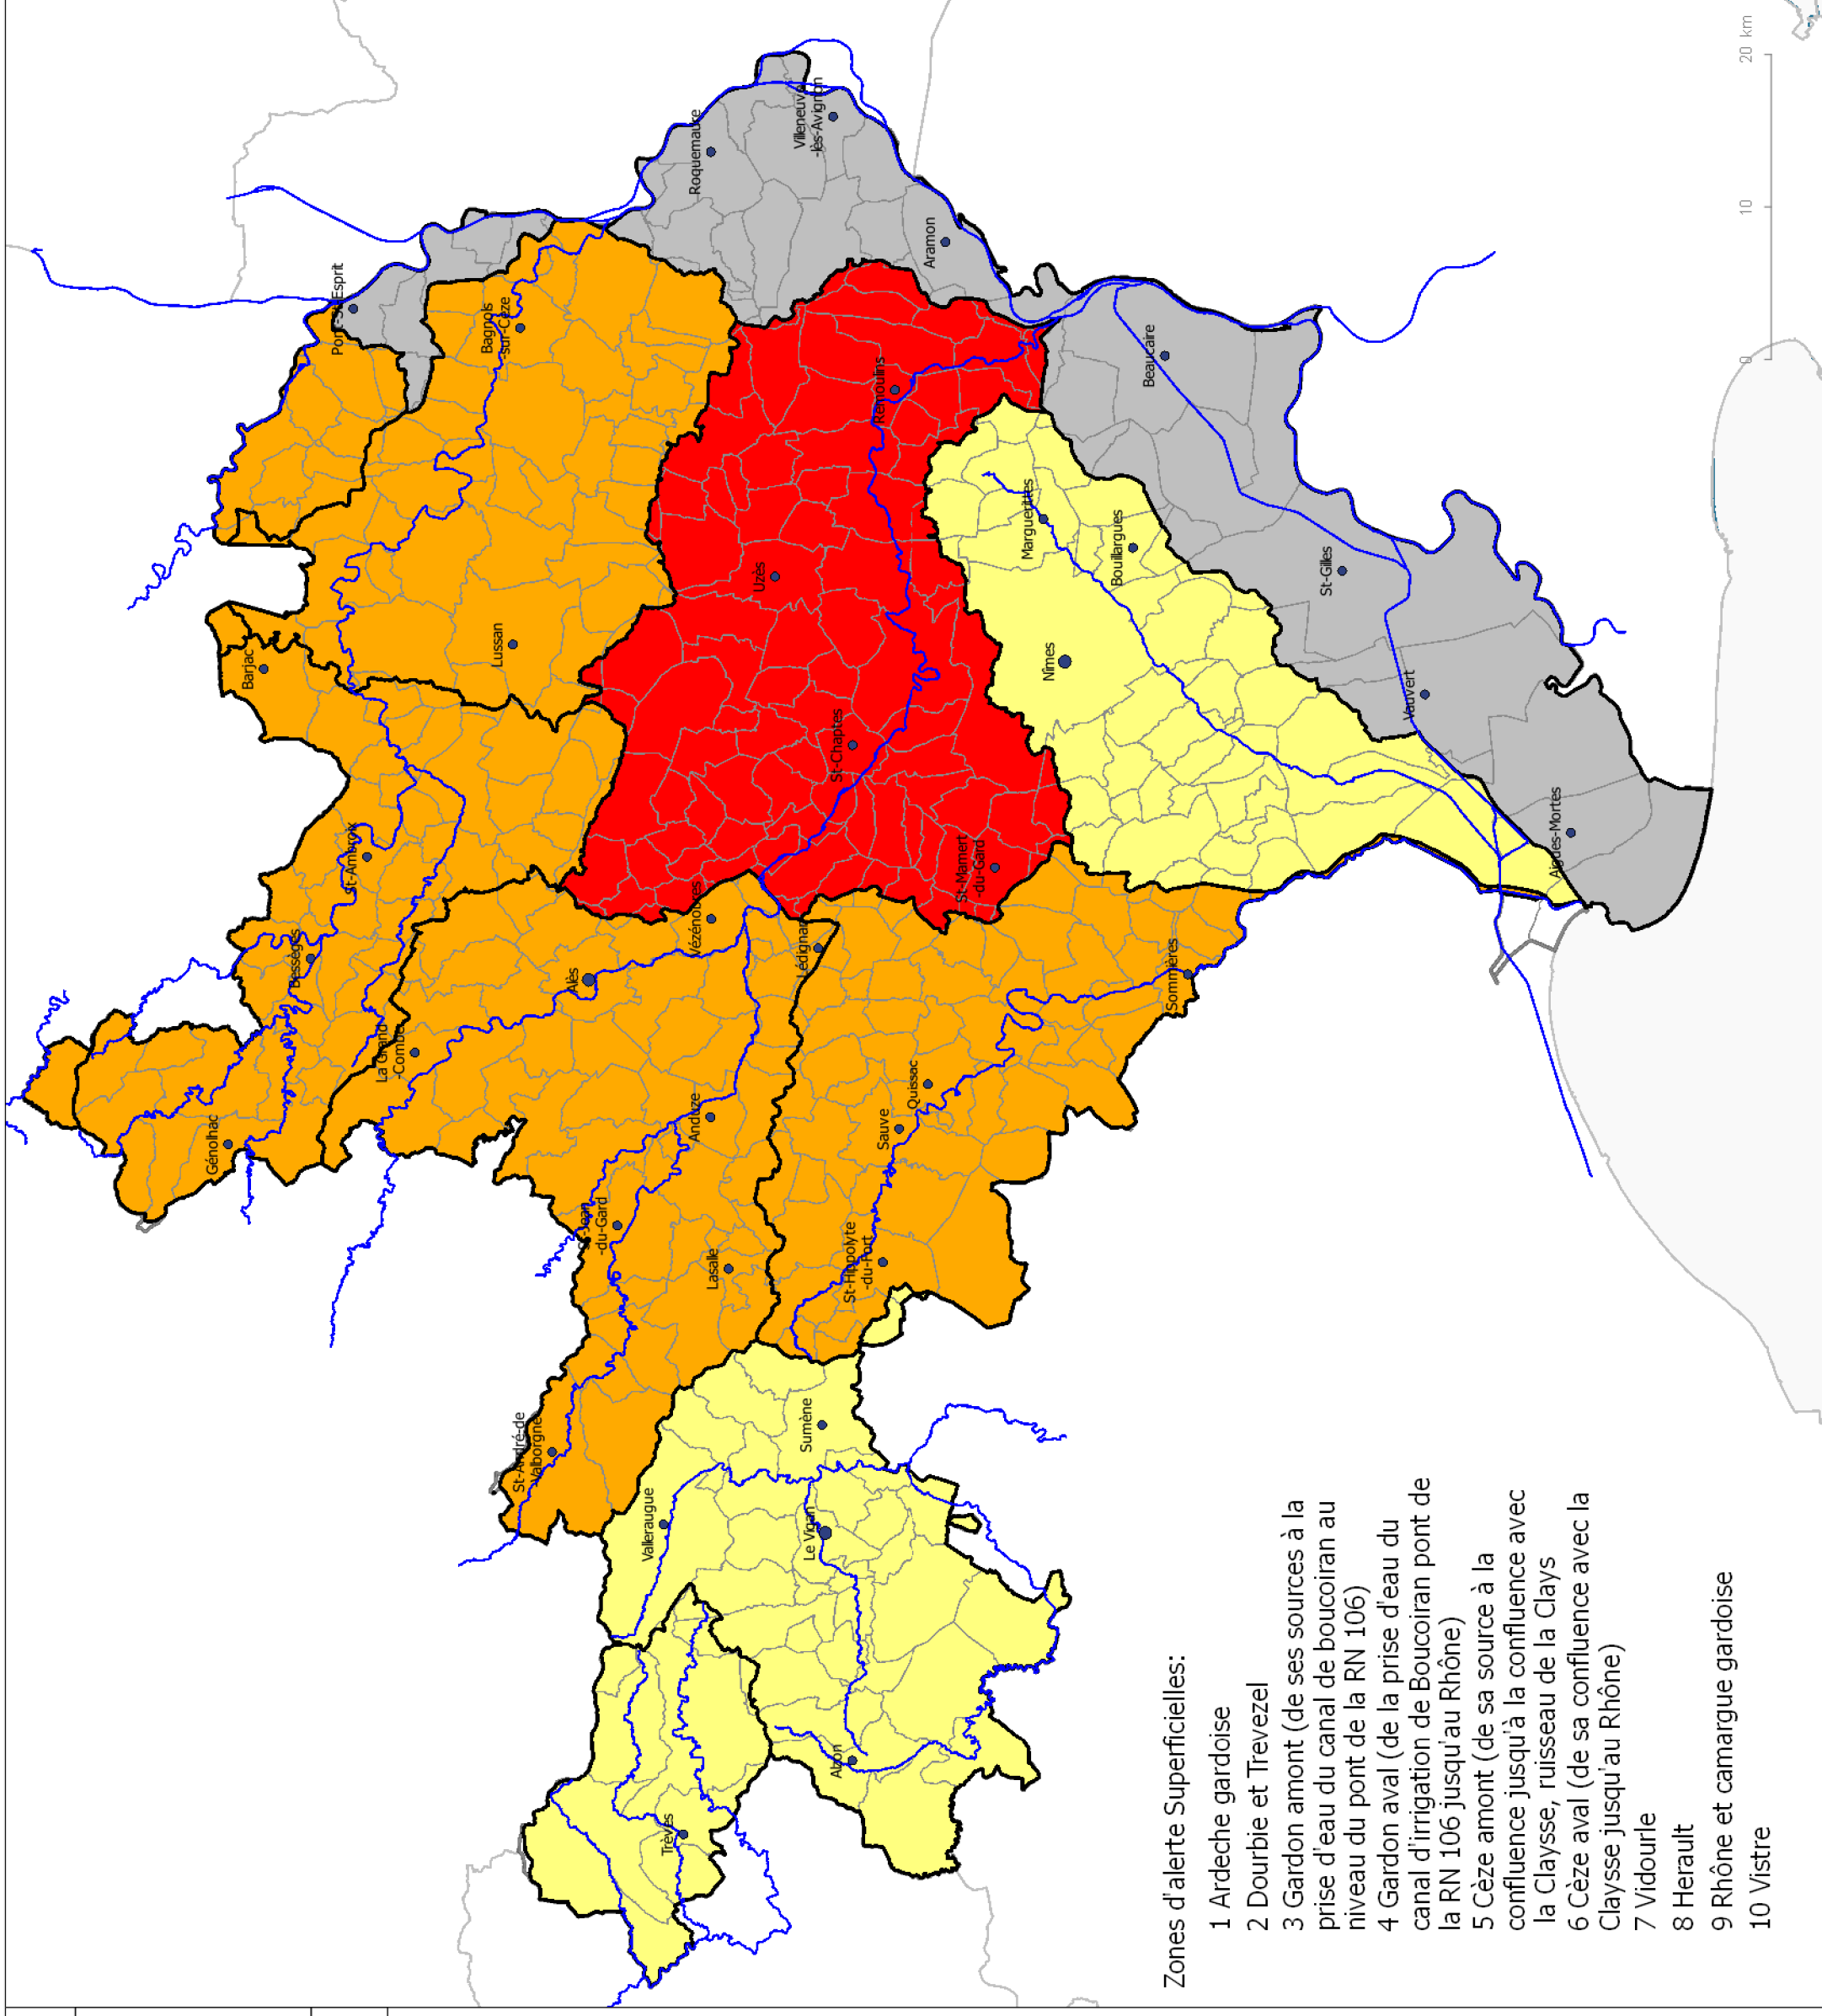 Pont-St-Esprit
Bagnols
-sur-Cèze
Roquemaure
Villeneuve
-lès-Avignon
Aramon
Barjac
Lussan
Uzès
Remoulins
Beaucaire
Génolhac
Bessèges
St-Ambroix
La Grand
-Combe
Alès
Vézénobres
St-Chaptes
St-Mamert
-du-Gard
Lédignan
Nîmes
Marguerittes
Bouillargues
St-Gilles
Vauvert
Aigues-Mortes
St-André-de
Valborgne
St-Jean
-du-Gard
Anduze
Lasalle
St-Hippolyte
-du-Fort
Sauve
Quissac
Sommières
Trèves
Valleraugue
Alzon
Le Vigan
Sumène
Zones d'alerte Superficielles:
1 Ardeche gardoise
2 Dourbie et Trevezel
3 Gardon amont (de ses sources à la
prise d'eau du canal de boucoiran au
niveau du pont de la RN 106)
4 Gardon aval (de la prise d'eau du
canal d'irrigation de Boucoiran pont de
la RN 106 jusqu'au Rhône)
5 Cèze amont (de sa source à la
confluence jusqu'à la confluence avec
la Claysse, ruisseau de la Clays
6 Cèze aval (de sa confluence avec la
Claysse jusqu'au Rhône)
7 Vidourle
8 Herault
9 Rhône et camargue gardoise
10 Vistre
0 10 20 km